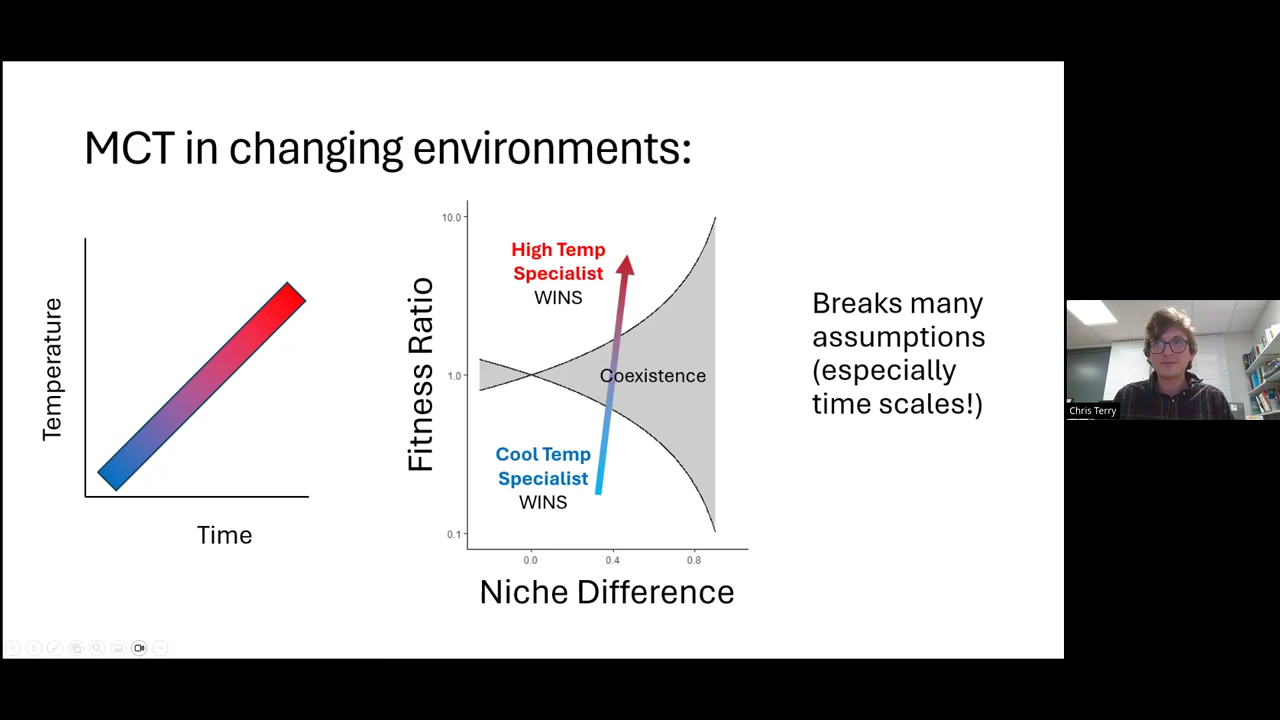 MCT in changing environments:
Temperature
Time
Fitness Ratio
10.0
1.0
0.1
High Temp
Specialist
WINS
Coexistence
Cool Temp
Specialist
WINS
0.0
0.4
0.8
Niche Difference
Breaks many
assumptions
(especially
time scales!)
Chris Terry